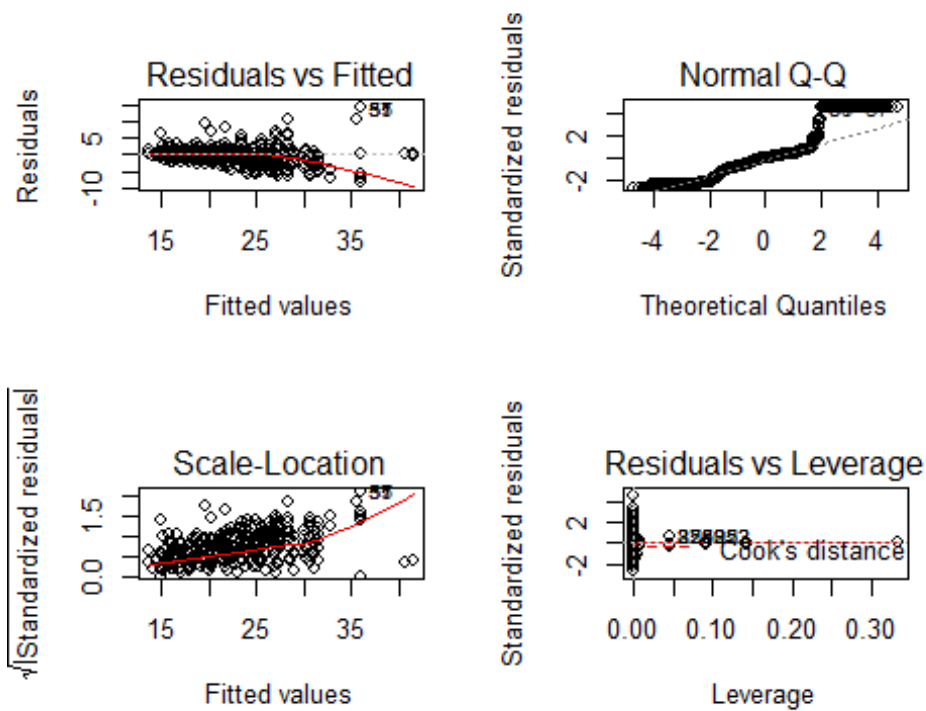 Residuals vs Fitted
Residuals
5
-10
15
25
35
Fitted values
Normal Q-Q
Standardized residuals
2
-2
-4
-2
0
2
4
Theoretical Quantiles
Scale-Location
√|Standardized residuals|
1.5
0.0
15
25
35
Fitted values
Residuals vs Leverage
Standardized residuals
2
-2
Cook's distance
0.00
0.10
0.20
0.30
Leverage